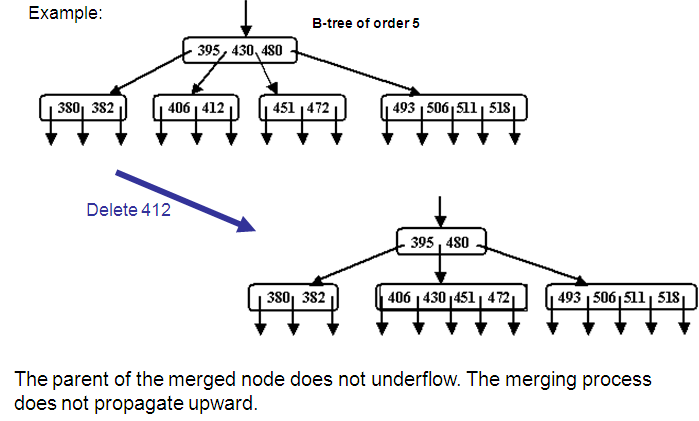 Example:
B-tree of order 5
395, 430, 480
380 382
406 412
451 472
493 506 511 518
Delete 412
395 480
380 382
406 430 451 472
493 506 511 518
The parent of the merged node does not underflow. The merging process
does not propagate upward.